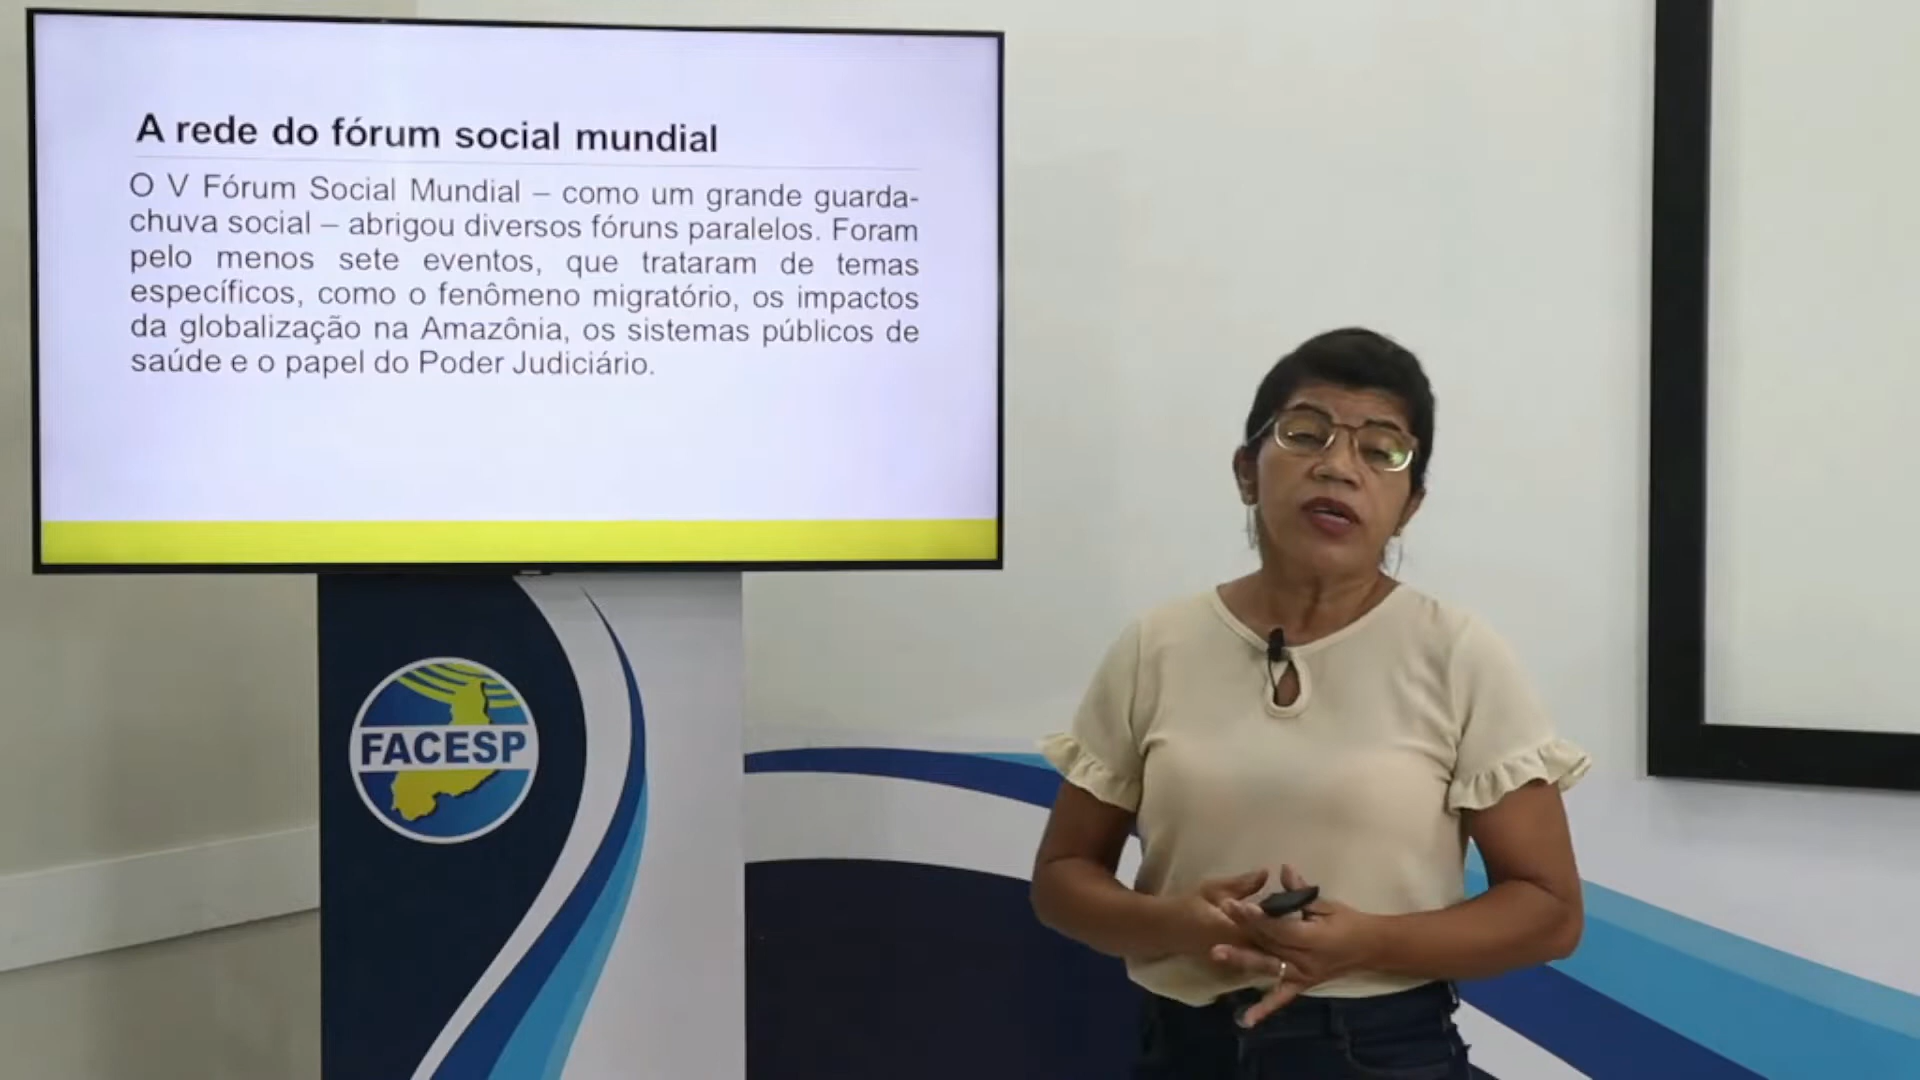 A rede do fórum social mundial
O V Fórum Social Mundial – como um grande guarda-
chuva social – abrigou diversos fóruns paralelos. Foram
pelo menos sete eventos, que trataram de temas
específicos, como o fenômeno migratório, os impactos
da globalização na Amazônia, os sistemas públicos de
saúde e o papel do Poder Judiciário.
FACESP